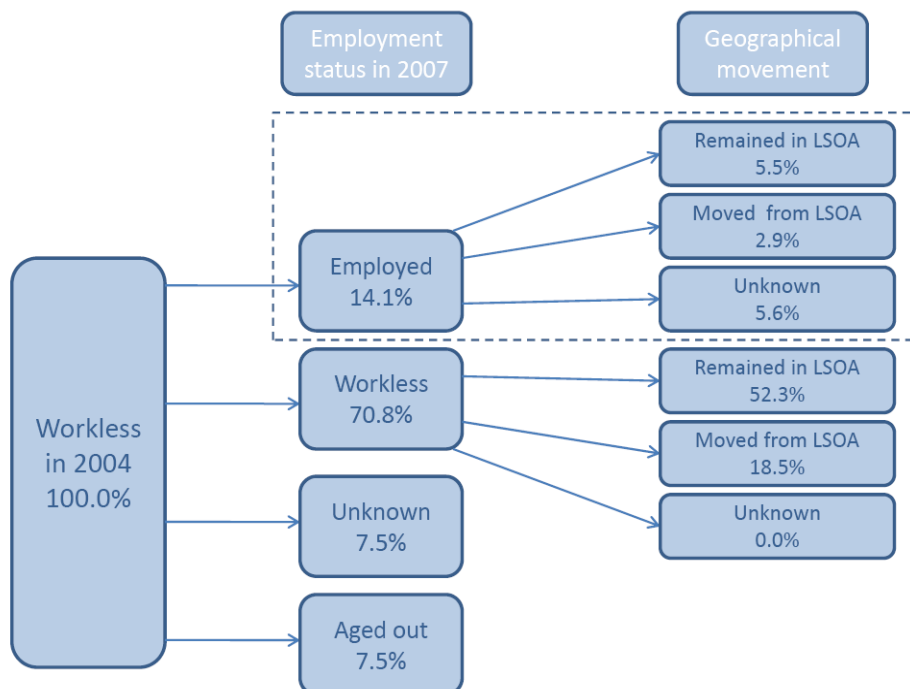 Employment
status in 2007
Geographical
movement
Remained in LSOA
5.5%
Moved from LSOA
2.9%
Employed
14.1%
Unknown
5.6%
Workless
70.8%
Remained in LSOA
52.3%
Moved from LSOA
18.5%
Workless
in 2004
100.0%
Unknown
7.5%
Unknown
0.0%
Aged out
7.5%